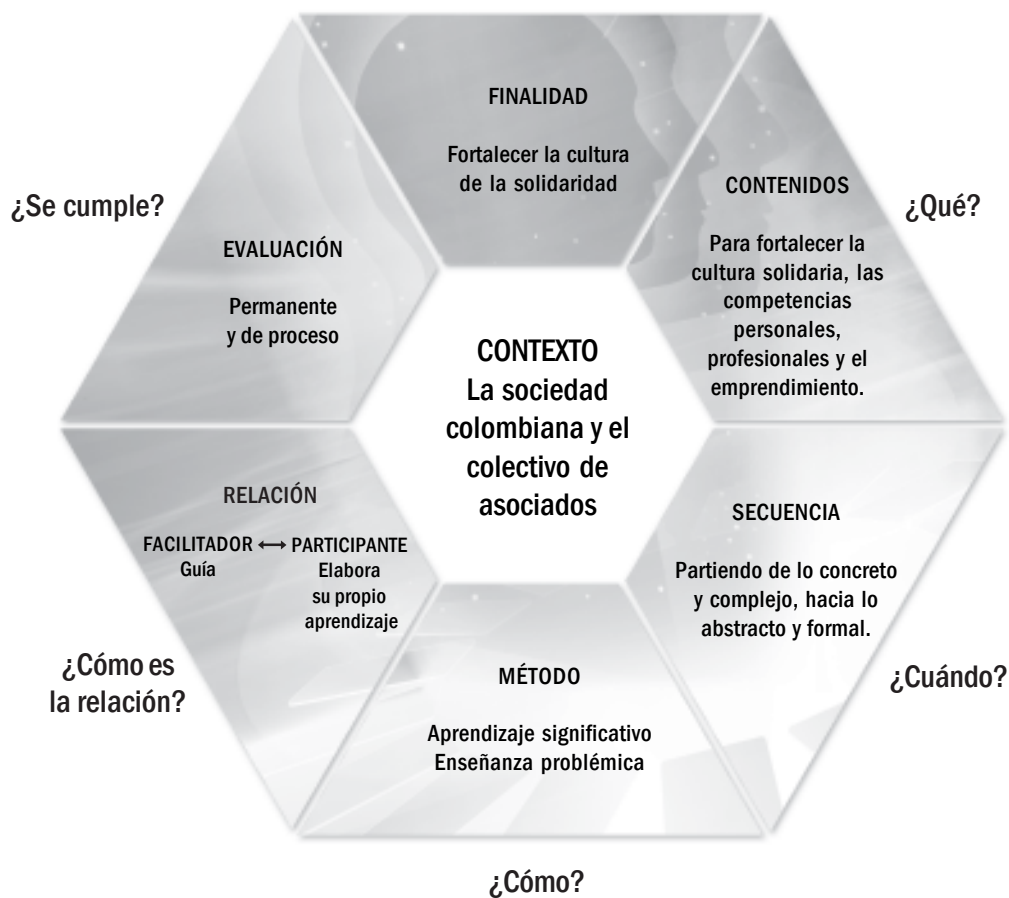 FINALIDAD
Fortalecer la cultura
de la solidaridad
¿Qué?
CONTENIDOS
Para fortalecer la
cultura solidaria, las
competencias
personales,
profesionales y el
emprendimiento.
¿Cuándo?
SECUENCIA
Partiendo de lo concreto
y complejo, hacia lo
abstracto y formal.
MÉTODO
Aprendizaje significativo
Enseñanza problémica
¿Cómo?
¿Cómo es
la relación?
RELACIÓN
FACILITADOR ↔ PARTICIPANTE
Guía
Elabora
su propio
aprendizaje
¿Se cumple?
EVALUACIÓN
Permanente
y de proceso
CONTEXTO
La sociedad
colombiana y el
colectivo de
asociados